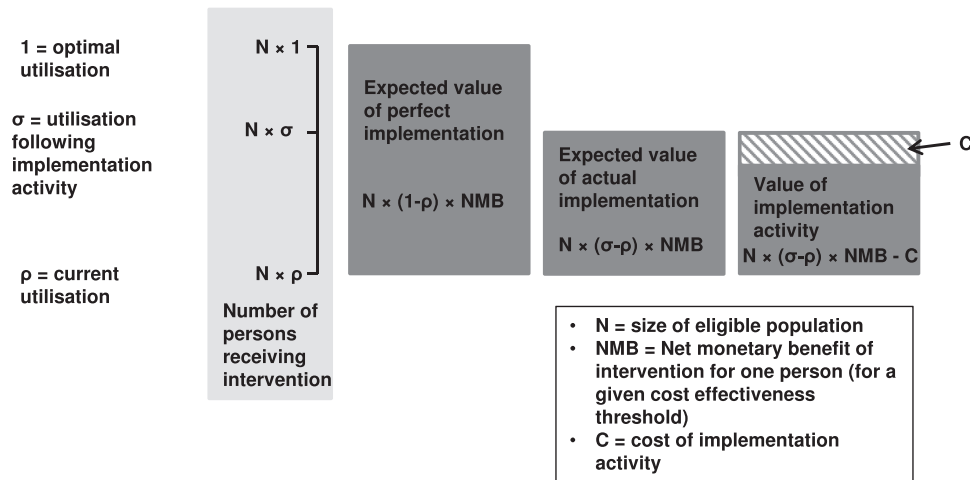 1 = optimal
utilisation
σ = utilisation
following
implementation
activity
ρ = current
utilisation
N × 1
N × σ
N × ρ
Number of
persons
receiving
intervention
Expected value
of perfect
implementation
N × (1-ρ) × NMB
Expected value
of actual
implementation
N × (σ-ρ) × NMB
C
Value of
implementation
activity
N × (σ-ρ) × NMB - C
• N = size of eligible population
• NMB = Net monetary benefit of
intervention for one person (for a
given cost effectiveness
threshold)
• C = cost of implementation
activity